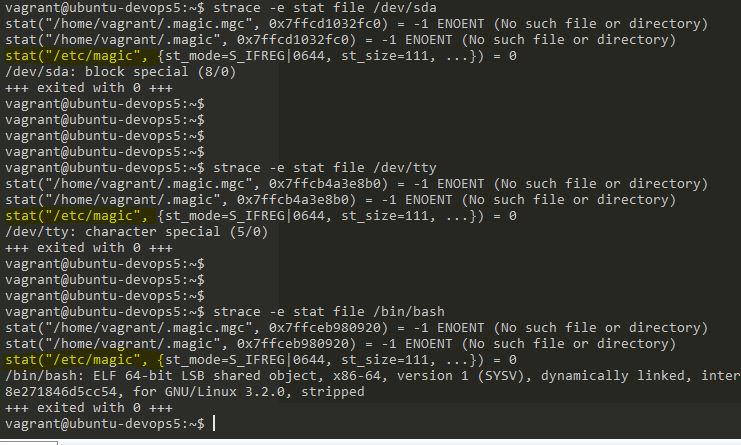 vagrant@ubuntu-devops5:~$ strace -e stat file /dev/sda
stat("/home/vagrant/.magic.mgc", 0x7ffcd1032fc0) = -1 ENOENT (No such file or directory)
stat("/home/vagrant/.magic", 0x7ffcd1032fc0) = -1 ENOENT (No such file or directory)
stat("/etc/magic", {st_mode=S_IFREG|0644, st_size=111, ...}) = 0
/dev/sda: block special (8/0)
+++ exited with 0 +++
vagrant@ubuntu-devops5:~$
vagrant@ubuntu-devops5:~$
vagrant@ubuntu-devops5:~$
vagrant@ubuntu-devops5:~$
vagrant@ubuntu-devops5:~$ strace -e stat file /dev/tty
stat("/home/vagrant/.magic.mgc", 0x7ffcb4a3e8b0) = -1 ENOENT (No such file or directory)
stat("/home/vagrant/.magic", 0x7ffcb4a3e8b0) = -1 ENOENT (No such file or directory)
stat("/etc/magic", {st_mode=S_IFREG|0644, st_size=111, ...}) = 0
/dev/tty: character special (5/0)
+++ exited with 0 +++
vagrant@ubuntu-devops5:~$
vagrant@ubuntu-devops5:~$
vagrant@ubuntu-devops5:~$
vagrant@ubuntu-devops5:~$ strace -e stat file /bin/bash
stat("/home/vagrant/.magic.mgc", 0x7ffceb980920) = -1 ENOENT (No such file or directory)
stat("/home/vagrant/.magic", 0x7ffceb980920) = -1 ENOENT (No such file or directory)
stat("/etc/magic", {st_mode=S_IFREG|0644, st_size=111, ...}) = 0
/bin/bash: ELF 64-bit LSB shared object, x86-64, version 1 (SYSV), dynamically linked, inter
8e271846d5cc54, for GNU/Linux 3.2.0, stripped
+++ exited with 0 +++
vagrant@ubuntu-devops5:~$